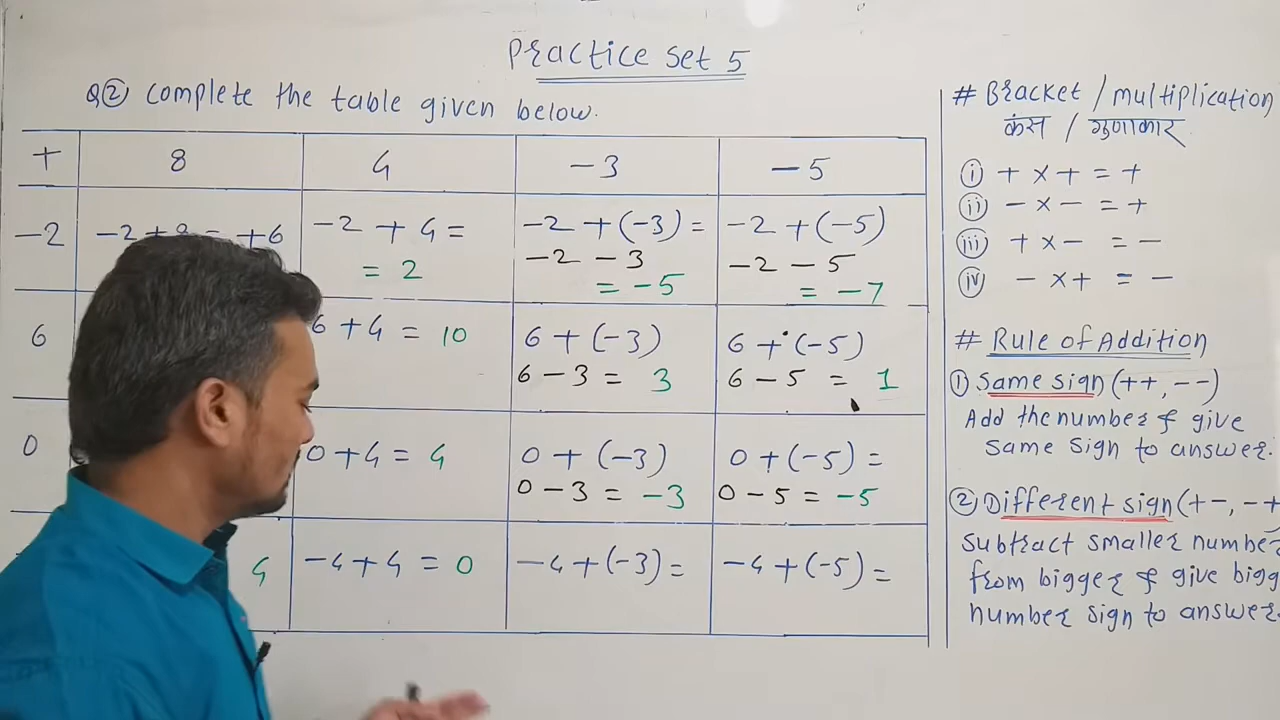 Practice Set 5
Q② Complete the table given below.
+ 8 4 -3 -5
-2 -2+8 = +6 -2 + 4 = -2 +(-3) = -2 +(-5)
= 2 -2 - 3 -2 - 5
= -5 = -7
6 6 + 4 = 10 6 + (-3) 6 + (-5)
6 - 3 = 3 6 - 5 = 1
0 0 + 4 = 4 0 + (-3) 0 + (-5) =
0 - 3 = -3 0 - 5 = -5
4 -4 + 4 = 0 -4 + (-3) = -4 + (-5) =
# Bracket / multiplication
कंस / गुणाकार
(i) + × + = +
(ii) - × - = +
(iii) + × - = -
(iv) - × + = -
# Rule of Addition
① Same sign (++, --)
Add the number & give
same sign to answer.
② Different sign (+-, -+
subtract smaller number
from bigger & give bigg
number sign to answer.